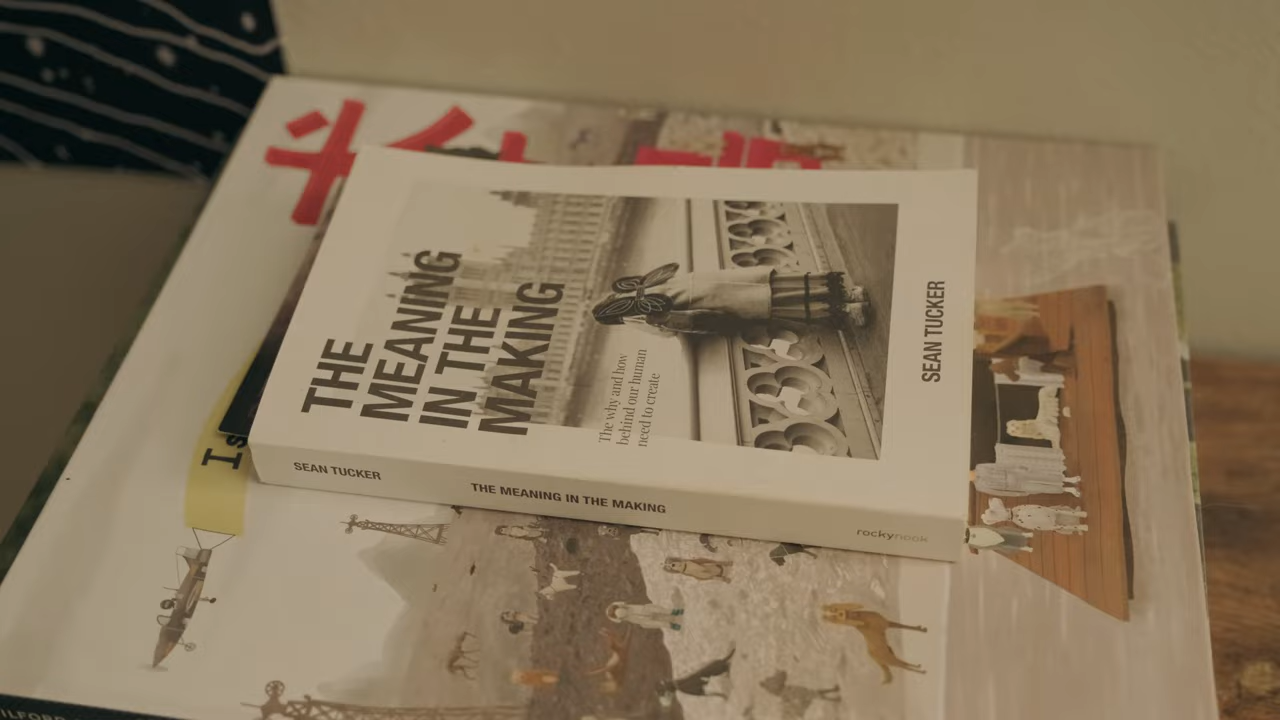 THE
MEANING
IN THE
MAKING
The why and how
behind our human
need to create
SEAN TUCKER
SEAN TUCKER
THE MEANING IN THE MAKING
rockynook
Is